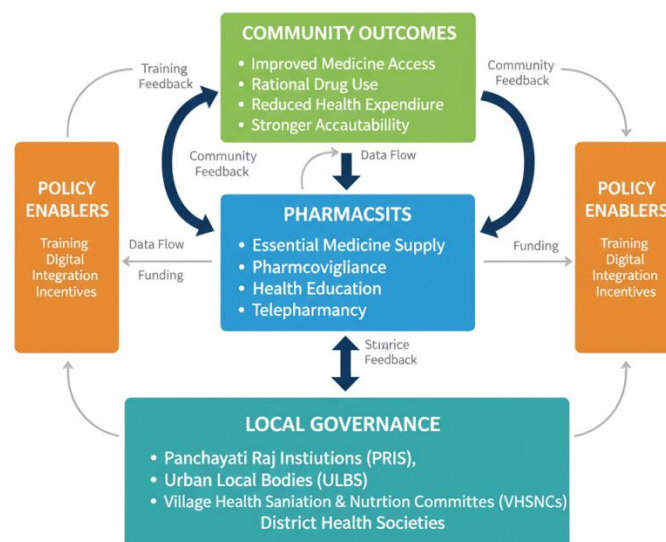 COMMUNITY OUTCOMES
• Improved Medicine Access
• Rational Drug Use
• Reduced Health Expendiure
• Stronger Accautabillity
Training
Feedback
Community
Feedback
Community
Feedback
Data Flow
POLICY
ENABLERS
Training
Digital
Integration
Incentives
Data Flow
Funding
PHARMACSITS
• Essential Medicine Supply
• Pharmcovigliance
• Health Education
• Telepharmancy
Funding
POLICY
ENABLERS
Training
Digital
Integration
Incentives
Feedback
LOCAL GOVERNANCE
• Panchayati Raj Instiutions (PRIS),
• Urban Local Bodies (ULBS)
• Village Health Saniation & Nutrtion Committes (VHSNCs)
District Health Societies